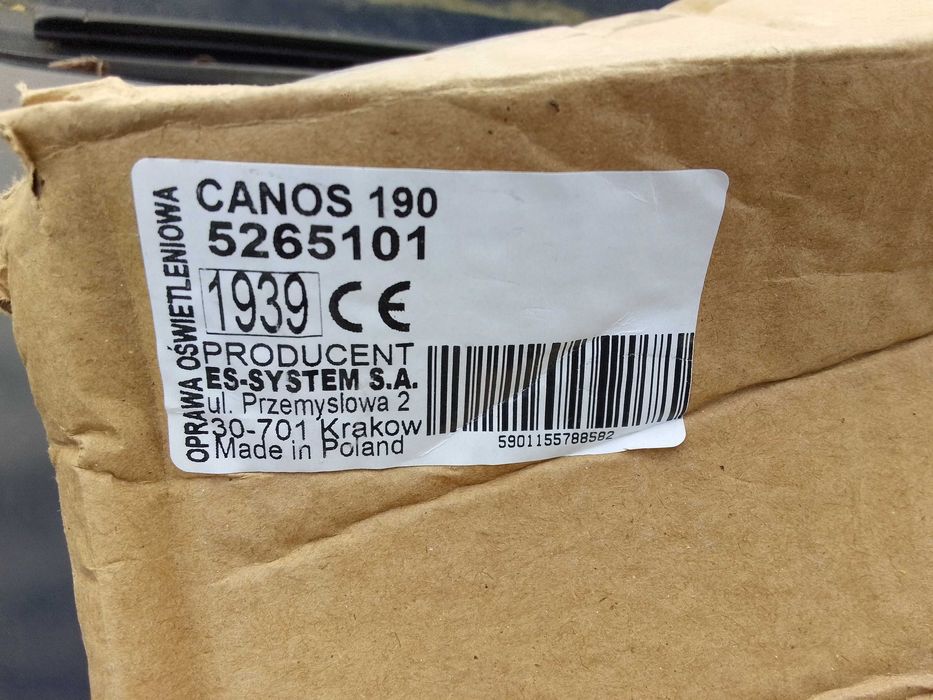 OPRAWA OŚWIETLENIOWA
CANOS 190
5265101
1939 CE
PRODUCENT
ES-SYSTEM S.A.
ul. Przemyslowa 2
30-701 Krakow
Made in Poland
5901155788582